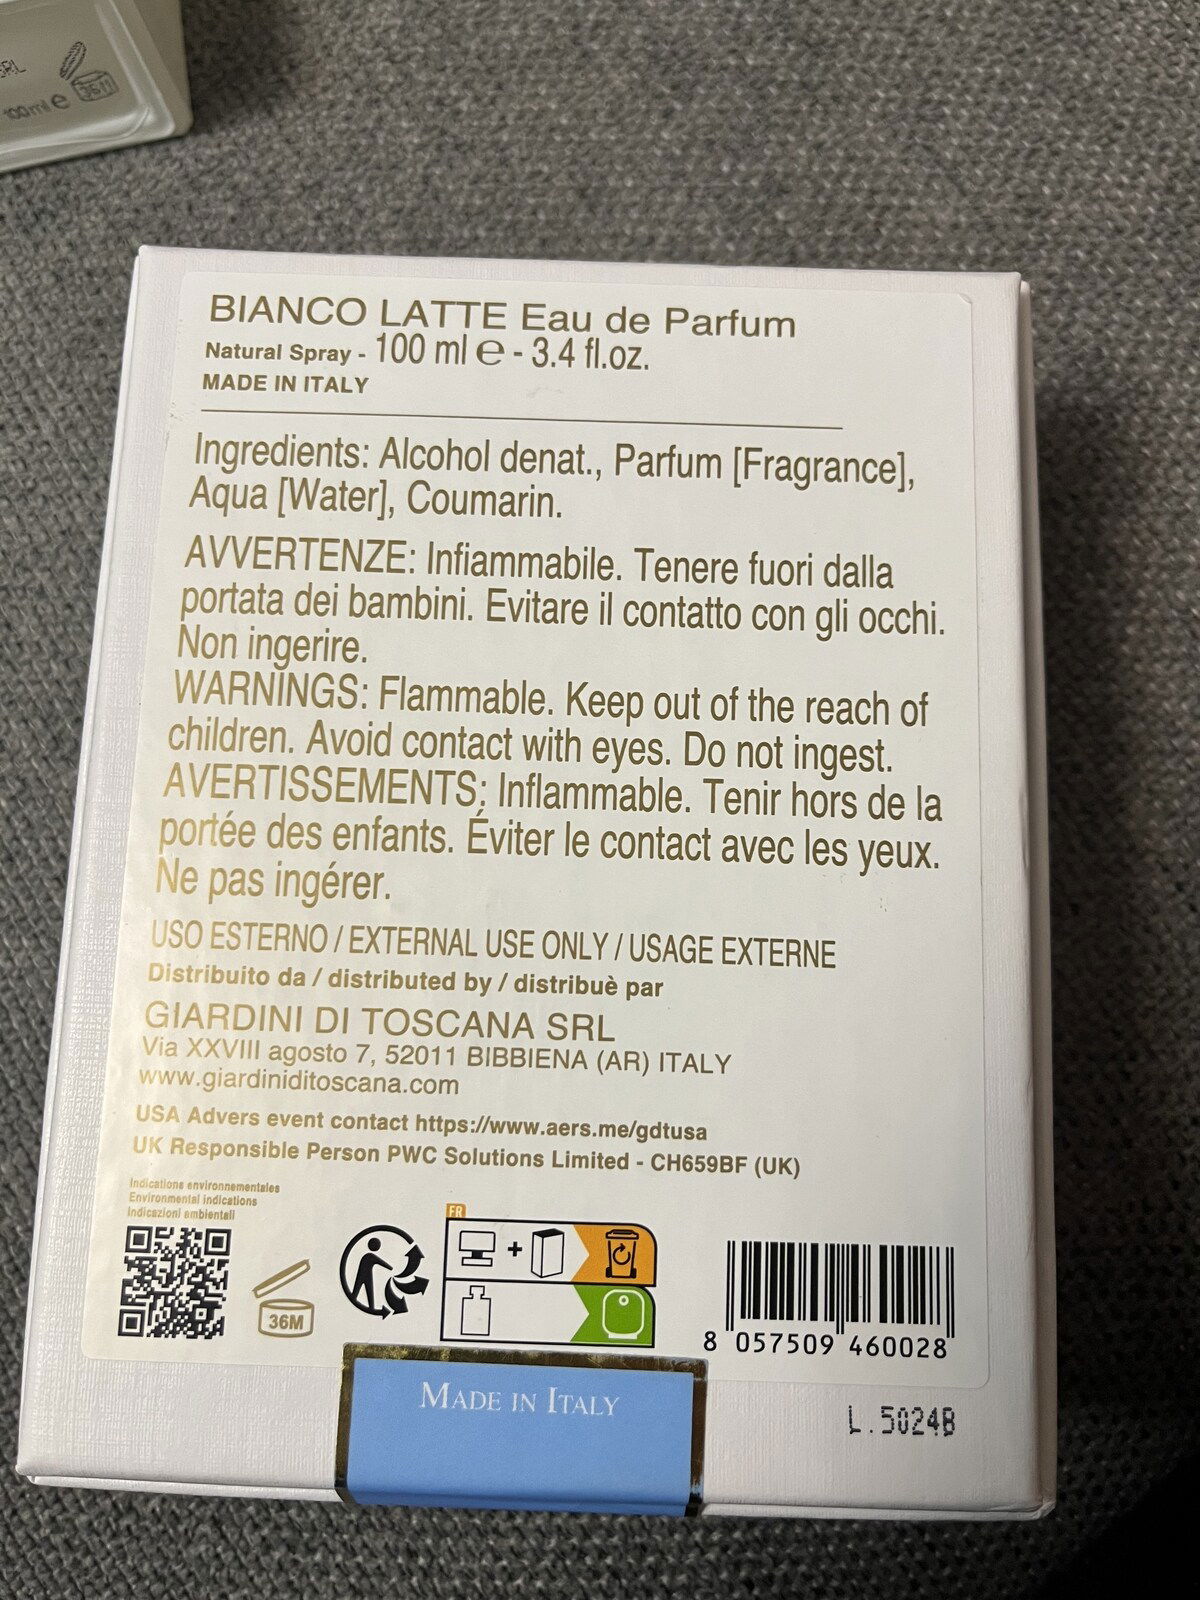 SRL
100ml e
BIANCO LATTE Eau de Parfum
Natural Spray - 100 ml ℮ - 3.4 fl.oz.
MADE IN ITALY
Ingredients: Alcohol denat., Parfum [Fragrance],
Aqua [Water], Coumarin.
AVVERTENZE: Infiammabile. Tenere fuori dalla
portata dei bambini. Evitare il contatto con gli occhi.
Non ingerire.
WARNINGS: Flammable. Keep out of the reach of
children. Avoid contact with eyes. Do not ingest.
AVERTISSEMENTS: Inflammable. Tenir hors de la
portée des enfants. Éviter le contact avec les yeux.
Ne pas ingérer.
USO ESTERNO / EXTERNAL USE ONLY / USAGE EXTERNE
Distribuito da / distributed by / distribuè par
GIARDINI DI TOSCANA SRL
Via XXVIII agosto 7, 52011 BIBBIENA (AR) ITALY
www.giardiniditoscana.com
USA Advers event contact https://www.aers.me/gdtusa
UK Responsible Person PWC Solutions Limited - CH659BF (UK)
Indications environnementales
Environmental indications
Indicazioni ambientali
36M
FR
+
8 057509 460028
MADE IN ITALY
L.5024B